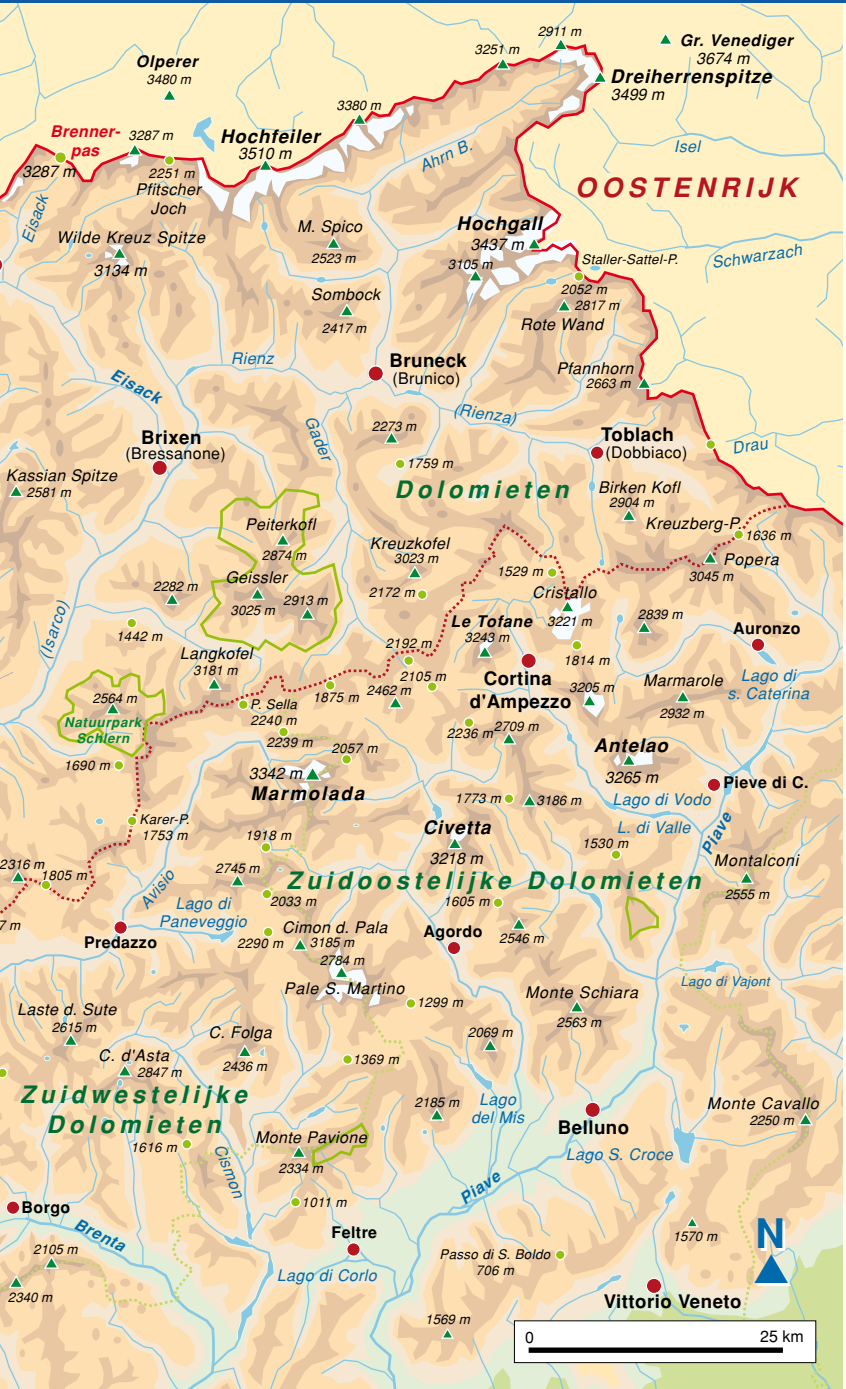 2911 m
3251 m
Gr. Venediger
3674 m
Olperer
3480 m
Dreiherrenspitze
3499 m
3380 m
Brenner-
pas
3287 m
3287 m
Hochfeiler
3510 m
2251 m
Pfitscher
Joch
Ahrn B.
Isel
OOSTENRIJK
Eisack
Wilde Kreuz Spitze
3134 m
M. Spico
2523 m
Hochgall
3437 m
3105 m
Staller-Sattel-P.
2052 m
Schwarzach
2817 m
Rote Wand
Sombock
2417 m
Rienz
Bruneck
(Brunico)
Pfannhorn
2663 m
Eisack
(Rienza)
Gader
2273 m
1759 m
Brixen
(Bressanone)
Toblach
(Dobbiaco)
Drau
Kassian Spitze
2581 m
Dolomieten
Birken Kofl
2904 m
Kreuzberg-P.
1636 m
Peiterkofl
2874 m
Kreuzkofel
3023 m
Popera
3045 m
Geissler
3025 m
2913 m
2282 m
2172 m
1529 m
Cristallo
3221 m
2839 m
(Isarco)
1442 m
Le Tofane
3243 m
Auronzo
2192 m
1814 m
Langkofel
3181 m
2105 m
Cortina
d'Ampezzo
Lago di
s. Caterina
1875 m
2462 m
3205 m
Marmarole
2932 m
2564 m
Natuurpark
Schlern
P. Sella
2240 m
2239 m
2236 m
2709 m
2057 m
Antelao
3265 m
1690 m
3342 m
Marmolada
Pieve di C.
1773 m
3186 m
Lago di Vodo
Karer-P.
1753 m
Civetta
3218 m
L. di Valle
Piave
1918 m
1530 m
2316 m
1805 m
2745 m
Montalconi
2555 m
Zuidoostelijke Dolomieten
Avisio
2033 m
1605 m
Lago di
Paneveggio
7 m
Cimon d. Pala
3185 m
2290 m
Agordo
2546 m
Predazzo
2784 m
Pale S. Martino
Lago di Vajont
Monte Schiara
2563 m
1299 m
Laste d. Sute
2615 m
C. Folga
2436 m
2069 m
C. d'Asta
2847 m
1369 m
Zuidwestelijke
Dolomieten
2185 m
Lago
del Mis
Monte Cavallo
2250 m
Belluno
1616 m
Monte Pavione
2334 m
Lago S. Croce
Cismon
Piave
1011 m
Borgo
Brenta
Feltre
1570 m
N
2105 m
Passo di S. Boldo
706 m
Lago di Corlo
2340 m
Vittorio Veneto
1569 m
0
25 km